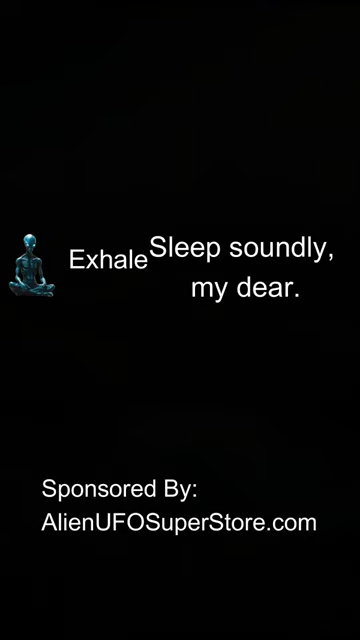 Exhale
Sleep soundly,
my dear.
Sponsored By:
AlienUFOSuperStore.com